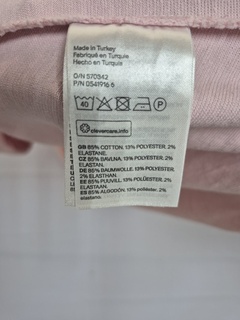 Made in Turkey
Fabriqué en Turquie
Hecho en Turquía
O/N 570342
P/N 0541916 6
40
P
clevercare.info
GB 85% COTTON. 13% POLYESTER. 2%
ELASTANE.
CZ 85% BAVLNA, 13% POLYESTER, 2%
ELASTAN.
DE 85% BAUMWOLLE. 13% POLYESTER.
2% ELASTHAN.
EE 85% PUUVILL, 13% POLÜESTER, 2%
ELASTAAN.
ES 85% ALGODÓN, 13% poliéster, 2%
elastano.